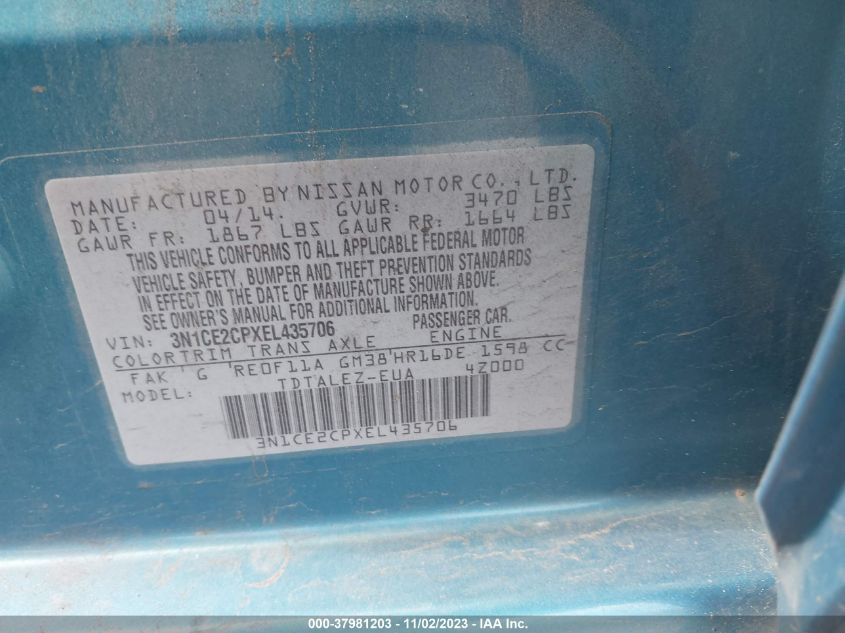 MANUFACTURED BY NISSAN MOTOR CO., LTD.
DATE: 04/14. GVWR: 3470 LBS
GAWR FR: 1867 LBS GAWR RR: 1664 LBS
THIS VEHICLE CONFORMS TO ALL APPLICABLE FEDERAL MOTOR
VEHICLE SAFETY, BUMPER AND THEFT PREVENTION STANDARDS
IN EFFECT ON THE DATE OF MANUFACTURE SHOWN ABOVE.
SEE OWNER'S MANUAL FOR ADDITIONAL INFORMATION.
VIN: 3N1CE2CPXEL435706 PASSENGER CAR
COLOR TRIM TRANS AXLE ENGINE
FAK G RE0F11A GM38 HR16DE 1598 CC
MODEL: TDTALEZ-EUA 4Z000
3N1CE2CPXEL435706
000-37981203 - 11/02/2023 - IAA Inc.